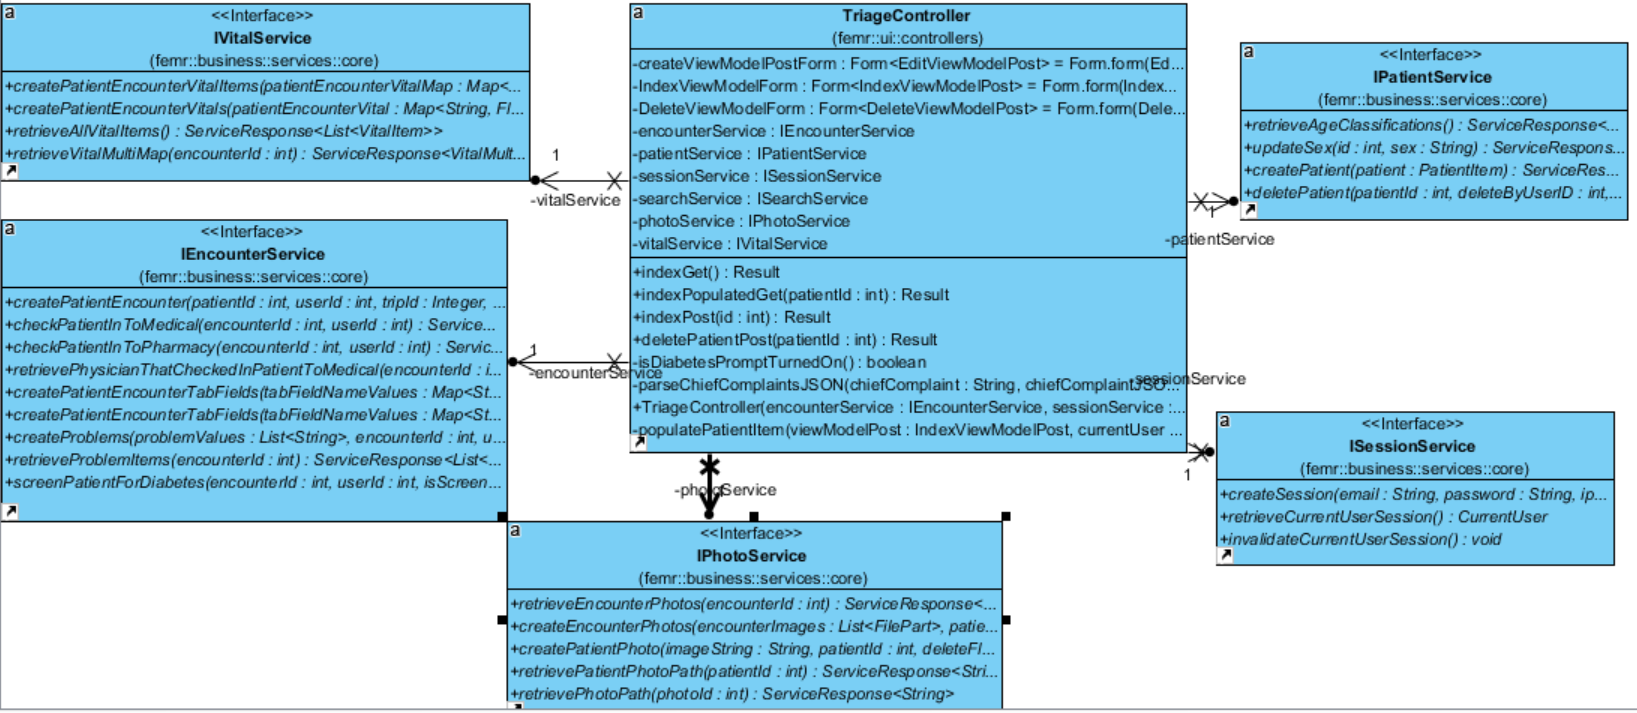 a
<<Interface>>
IVitalService
(femr::business::services::core)
+createPatientEncounterVitalItems(patientEncounterVitalMap : Map<...
+createPatientEncounterVitals(patientEncounterVital : Map<String, Fl...
+retrieveAllVitalItems() : ServiceResponse<List<VitalItem>>
+retrieveVitalMultiMap(encounterId : int) : ServiceResponse<VitalMult...
1
-vitalService
a
<<Interface>>
IEncounterService
(femr::business::services::core)
+createPatientEncounter(patientId : int, userId : int, tripId : Integer, ...
+checkPatientInToMedical(encounterId : int, userId : int) : Service...
+checkPatientInToPharmacy(encounterId : int, userId : int) : Servic...
+retrievePhysicianThatCheckedInPatientToMedical(encounterId : i...
+createPatientEncounterTabFields(tabFieldNameValues : Map<St...
+createPatientEncounterTabFields(tabFieldNameValues : Map<St...
+createProblems(problemValues : List<String>, encounterId : int, u...
+retrieveProblemItems(encounterId : int) : ServiceResponse<List<...
+screenPatientForDiabetes(encounterId : int, userId : int, isScreen...
1
-encounterService
a
TriageController
(femr::ui::controllers)
-createViewModelPostForm : Form<EditViewModelPost> = Form.form(Ed...
-IndexViewModelForm : Form<IndexViewModelPost> = Form.form(Index...
-DeleteViewModelForm : Form<DeleteViewModelPost> = Form.form(Dele...
-encounterService : IEncounterService
-patientService : IPatientService
-sessionService : ISessionService
-searchService : ISearchService
-photoService : IPhotoService
-vitalService : IVitalService
+indexGet() : Result
+indexPopulatedGet(patientId : int) : Result
+indexPost(id : int) : Result
+deletePatientPost(patientId : int) : Result
-isDiabetesPromptTurnedOn() : boolean
-parseChiefComplaintsJSON(chiefComplaint : String, chiefComplaintJSO...
+TriageController(encounterService : IEncounterService, sessionService :...
-populatePatientItem(viewModelPost : IndexViewModelPost, currentUser ...
1
-patientService
a
<<Interface>>
IPatientService
(femr::business::services::core)
+retrieveAgeClassifications() : ServiceResponse<...
+updateSex(id : int, sex : String) : ServiceRespons...
+createPatient(patient : PatientItem) : ServiceRes...
+deletePatient(patientId : int, deleteByUserID : int,...
-sessionService
1
a
<<Interface>>
ISessionService
(femr::business::services::core)
+createSession(email : String, password : String, ip...
+retrieveCurrentUserSession() : CurrentUser
+invalidateCurrentUserSession() : void
-photoService
a
<<Interface>>
IPhotoService
(femr::business::services::core)
+retrieveEncounterPhotos(encounterId : int) : ServiceResponse<...
+createEncounterPhotos(encounterImages : List<FilePart>, patie...
+createPatientPhoto(imageString : String, patientId : int, deleteFl...
+retrievePatientPhotoPath(patientId : int) : ServiceResponse<Stri...
+retrievePhotoPath(photoId : int) : ServiceResponse<String>